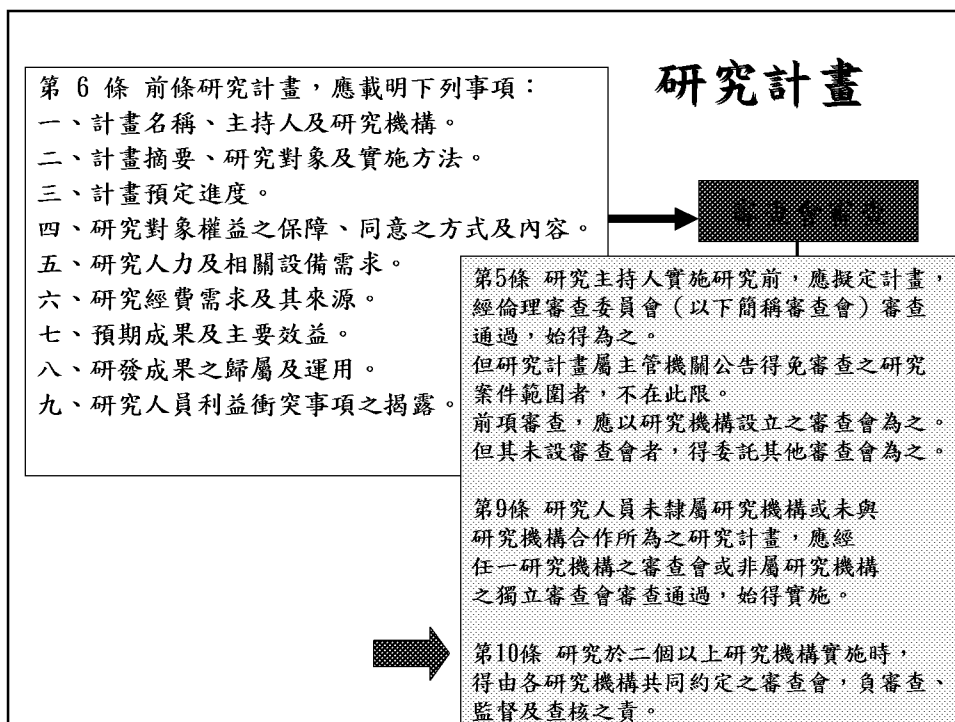 研究計畫
第 6 條 前條研究計畫，應載明下列事項：
一、計畫名稱、主持人及研究機構。
二、計畫摘要、研究對象及實施方法。
三、計畫預定進度。
四、研究對象權益之保障、同意之方式及內容。
五、研究人力及相關設備需求。
六、研究經費需求及其來源。
七、預期成果及主要效益。
八、研發成果之歸屬及運用。
九、研究人員利益衝突事項之揭露。
審查會審查
第5條 研究主持人實施研究前，應擬定計畫，
經倫理審查委員會（以下簡稱審查會）審查
通過，始得為之。
但研究計畫屬主管機關公告得免審查之研究
案件範圍者，不在此限。
前項審查，應以研究機構設立之審查會為之。
但其未設審查會者，得委託其他審查會為之。
第9條 研究人員未隸屬研究機構或未與
研究機構合作所為之研究計畫，應經
任一研究機構之審查會或非屬研究機構
之獨立審查會審查通過，始得實施。
第10條 研究於二個以上研究機構實施時，
得由各研究機構共同約定之審查會，負審查、
監督及查核之責。